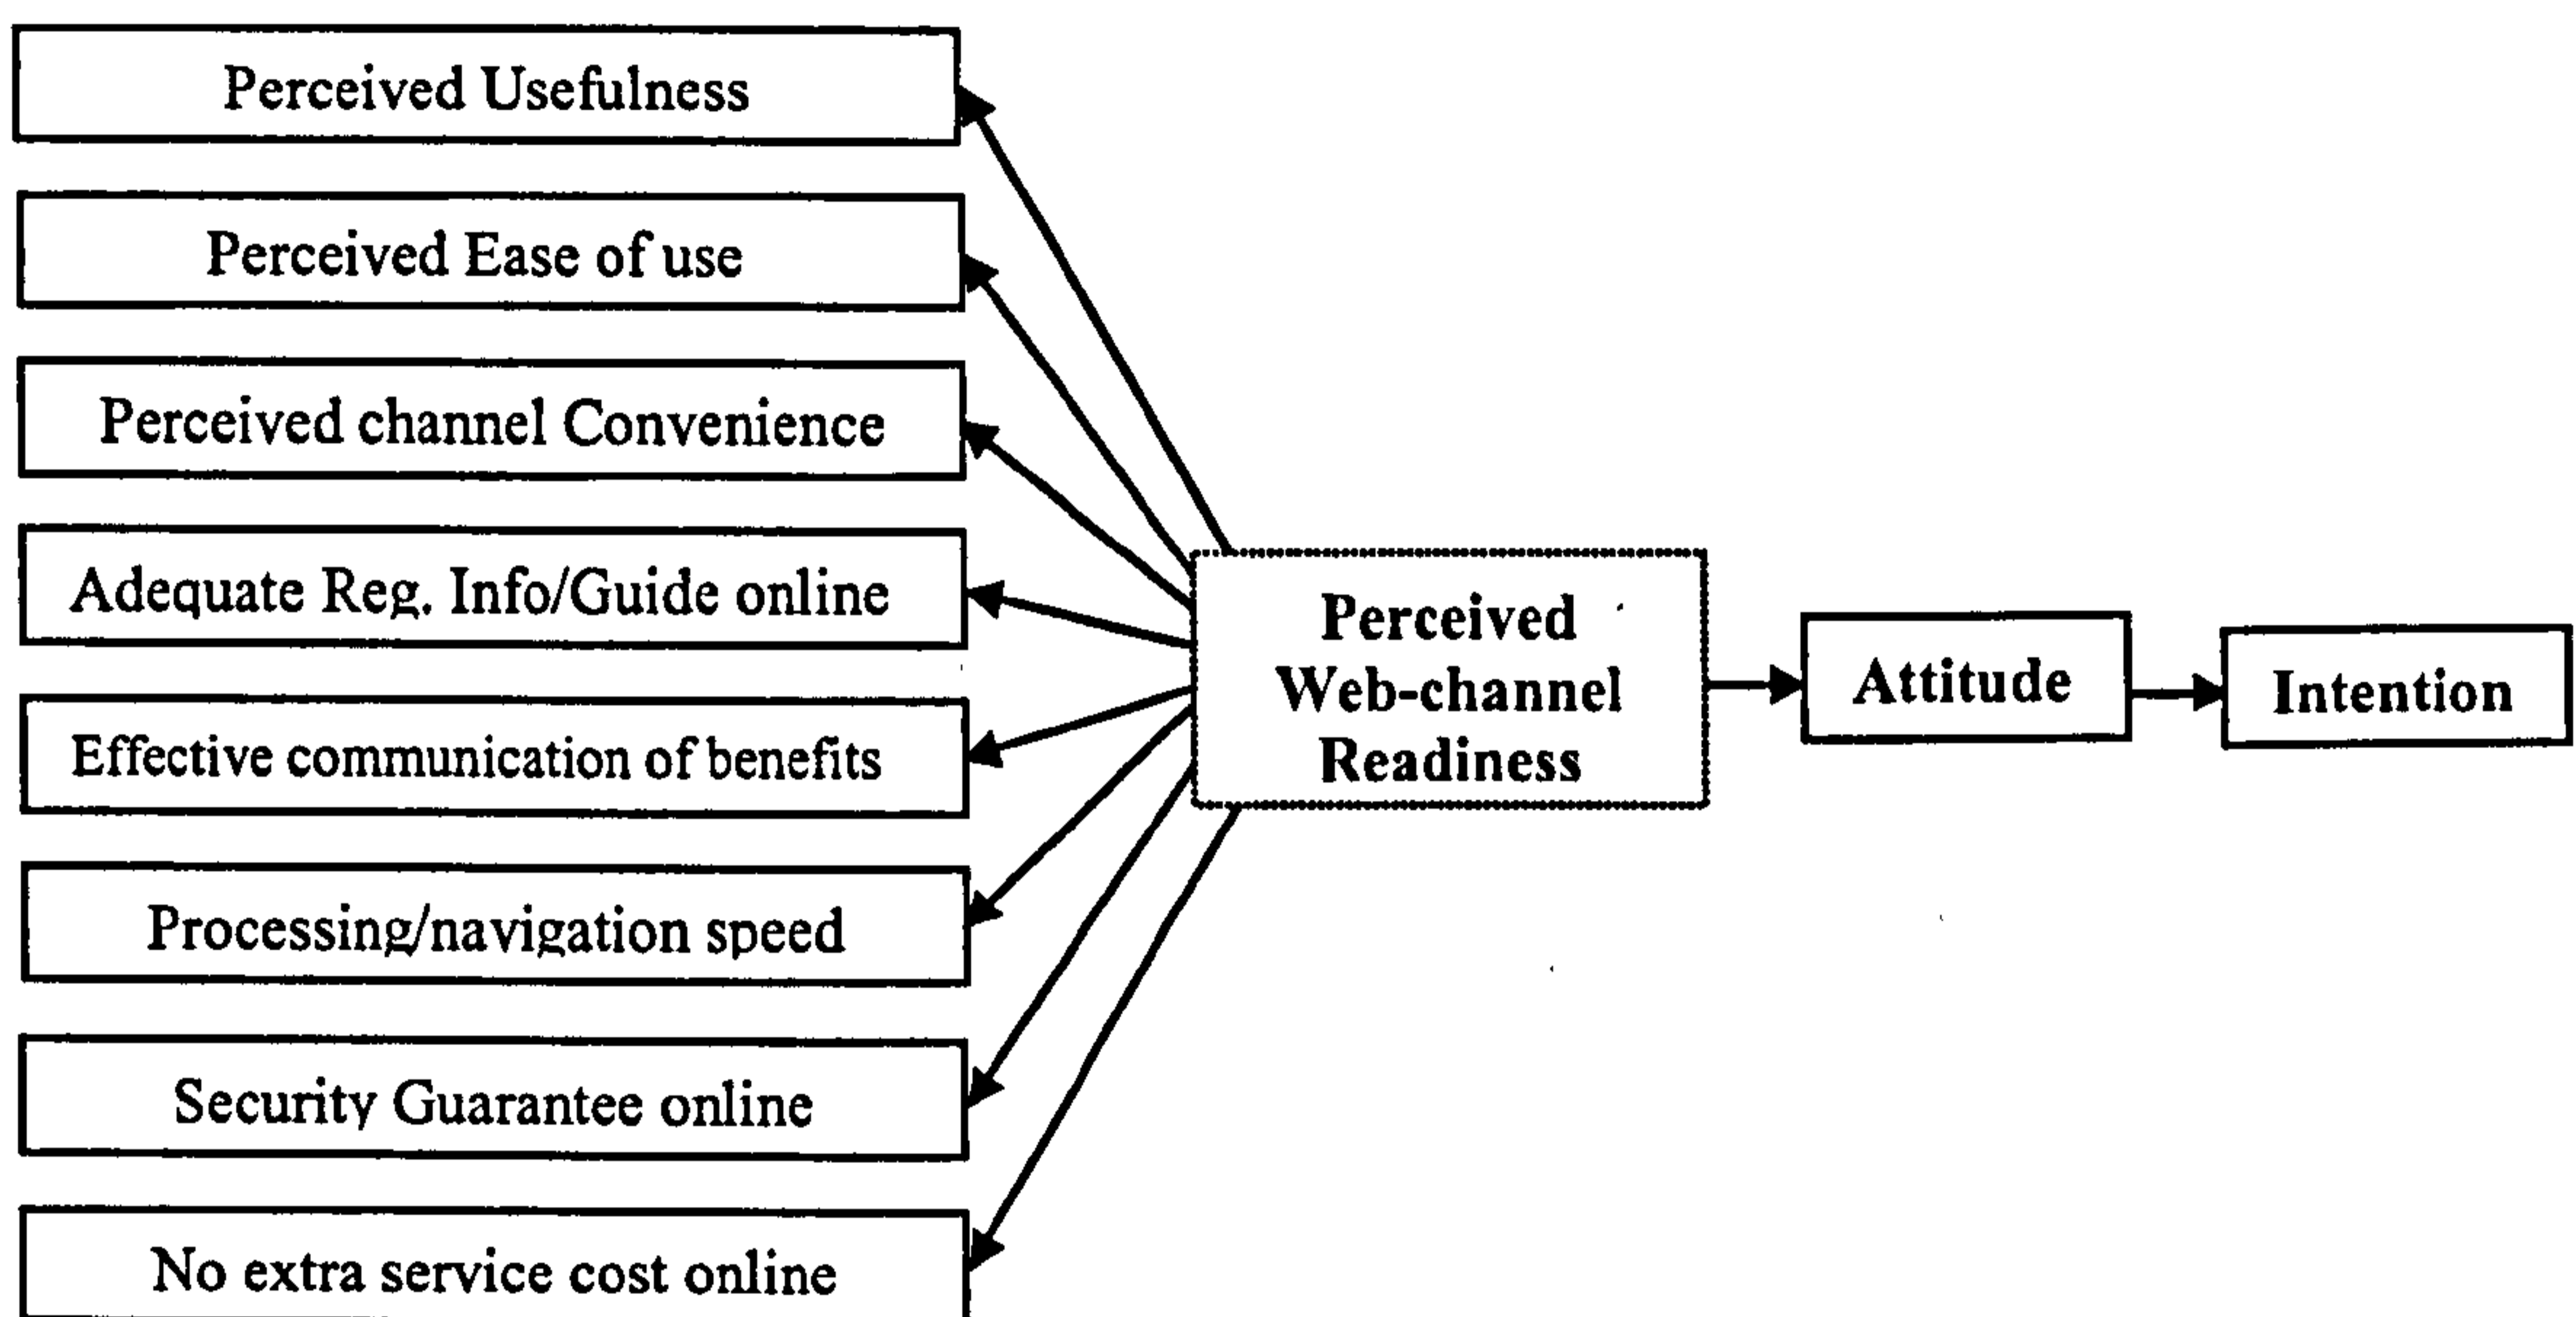 Perceived Usefulness
Perceived Ease of use
Perceived channel Convenience
Adequate Reg. Info/Guide online
Effective communication of benefits
Processing/navigation speed
Security Guarantee online
No extra service cost online
Perceived
Web-channel
Readiness
Attitude
Intention